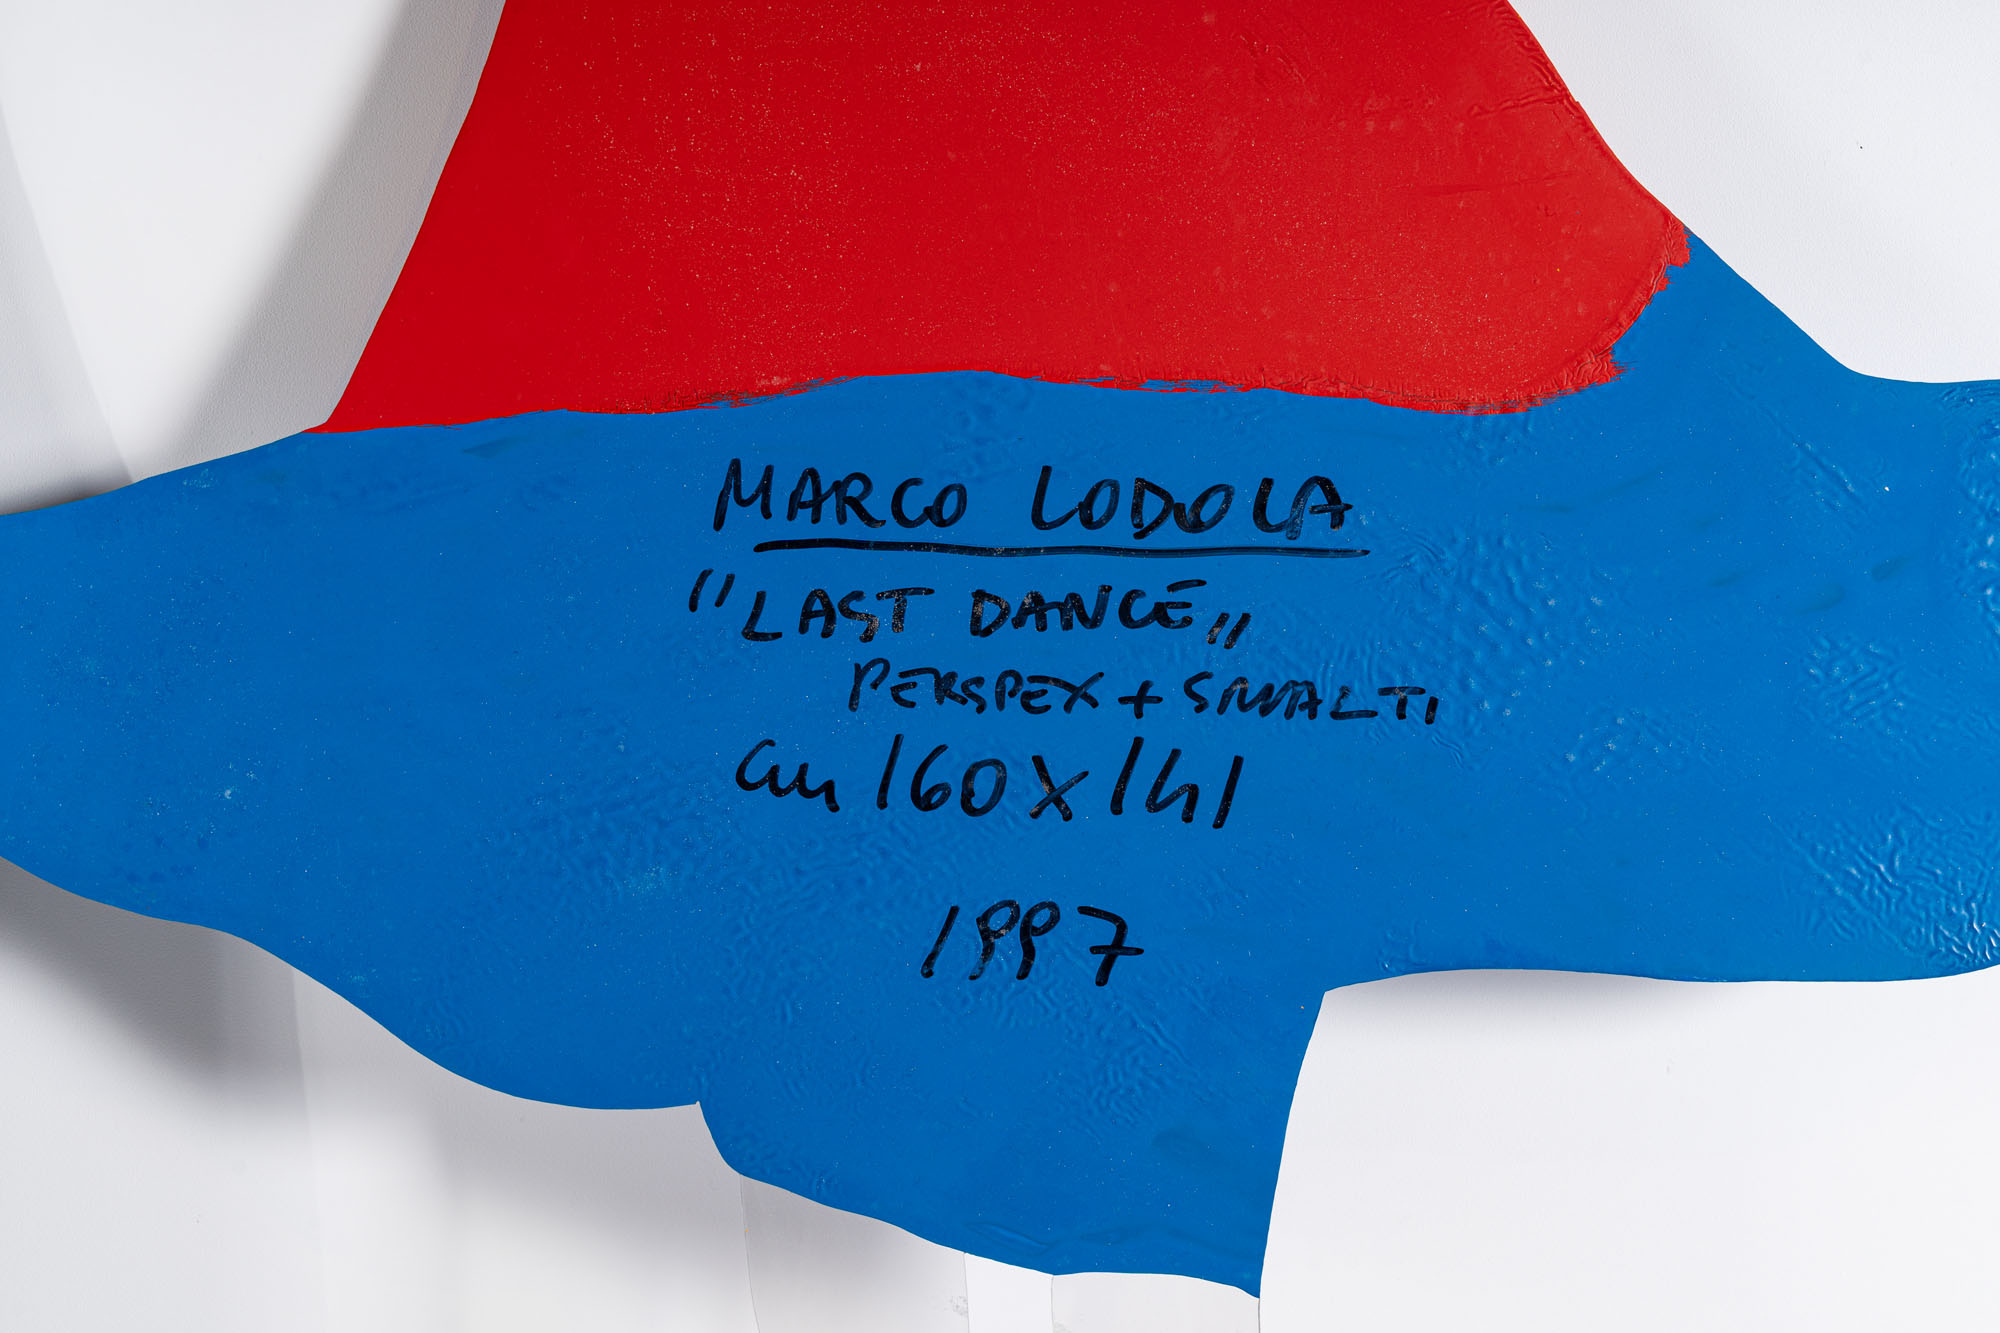 MARCO LODOLA
"LAST DANCE"
PERSPEX + SMALTI
cm 160 X 141
1997